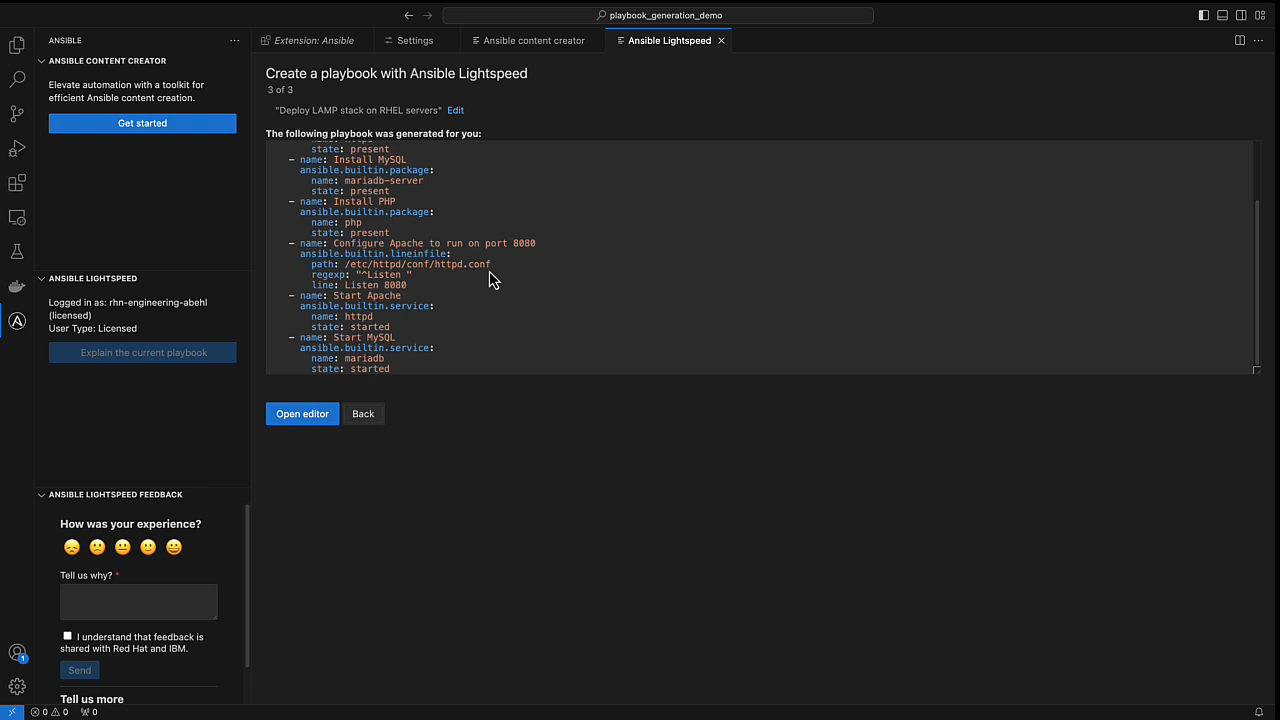 playbook_generation_demo
ANSIBLE
ANSIBLE CONTENT CREATOR
Elevate automation with a toolkit for
efficient Ansible content creation.
Get started
ANSIBLE LIGHTSPEED
Logged in as: rhn-engineering-abehl
(licensed)
User Type: Licensed
Explain the current playbook
ANSIBLE LIGHTSPEED FEEDBACK
How was your experience?
Tell us why? *
I understand that feedback is
shared with Red Hat and IBM.
Send
Tell us more
Extension: Ansible
Settings
Ansible content creator
Ansible Lightspeed
Create a playbook with Ansible Lightspeed
3 of 3
"Deploy LAMP stack on RHEL servers" Edit
The following playbook was generated for you:
state: present
- name: Install MySQL
ansible.builtin.package:
name: mariadb-server
state: present
- name: Install PHP
ansible.builtin.package:
name: php
state: present
- name: Configure Apache to run on port 8080
ansible.builtin.lineinfile:
path: /etc/httpd/conf/httpd.conf
regexp: "^Listen "
line: Listen 8080
- name: Start Apache
ansible.builtin.service:
name: httpd
state: started
- name: Start MySQL
ansible.builtin.service:
name: mariadb
state: started
Open editor
Back
1
0 0 0